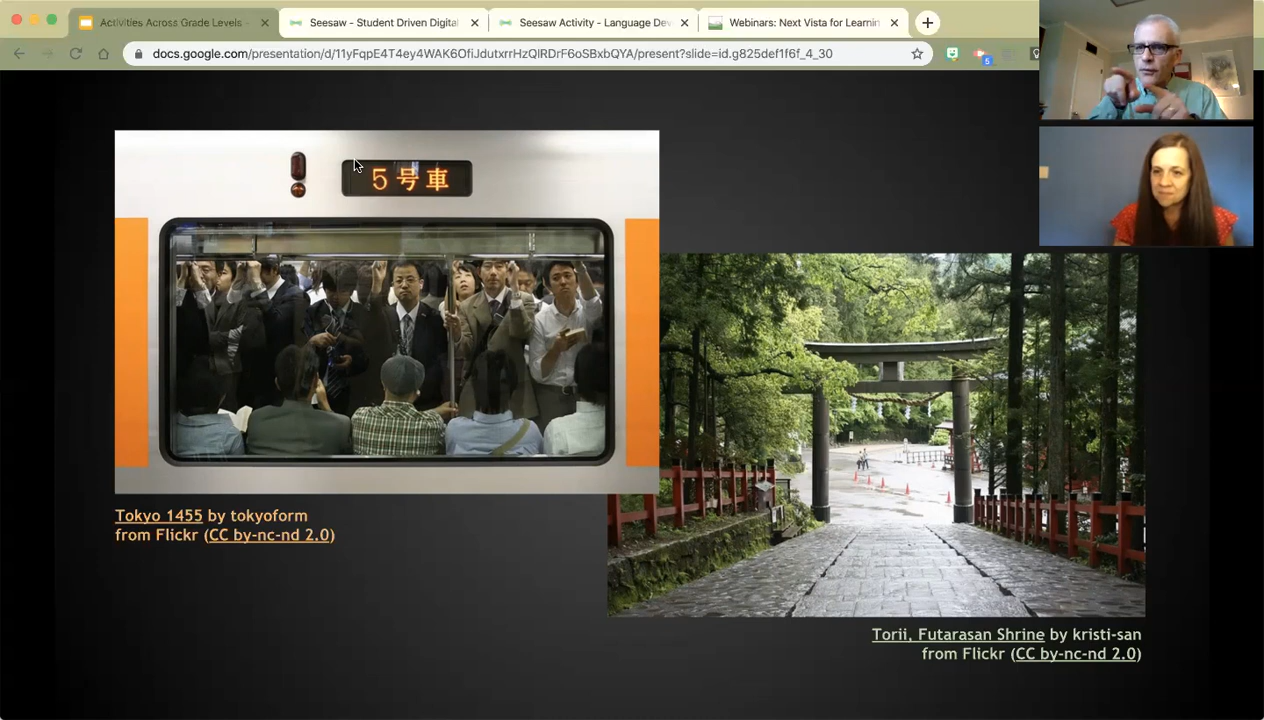 Activities Across Grade Levels -
Seesaw - Student Driven Digital
Seesaw Activity - Language Dev
Webinars: Next Vista for Learnin
docs.google.com/presentation/d/11yFqpE4T4ey4WAK6OfiJdutxrrHzQlRDrF6oSBxbQYA/present?slide=id.g825def1f6f_4_30
5
5号車
Tokyo 1455 by tokyoform
from Flickr (CC by-nc-nd 2.0)
Torii, Futarasan Shrine by kristi-san
from Flickr (CC by-nc-nd 2.0)